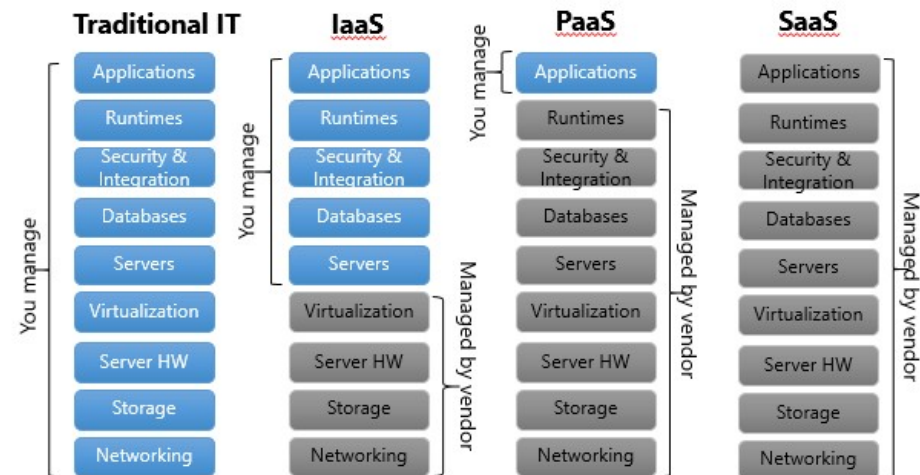 Traditional IT
IaaS
PaaS
SaaS
You manage
Applications
Runtimes
Security &
Integration
Databases
Servers
Virtualization
Server HW
Storage
Networking
You manage
Applications
Runtimes
Security &
Integration
Databases
Servers
Virtualization
Server HW
Storage
Networking
Managed by vendor
You manage
Applications
Runtimes
Security &
Integration
Databases
Servers
Virtualization
Server HW
Storage
Networking
Managed by vendor
Applications
Runtimes
Security &
Integration
Databases
Servers
Virtualization
Server HW
Storage
Networking
Managed by vendor